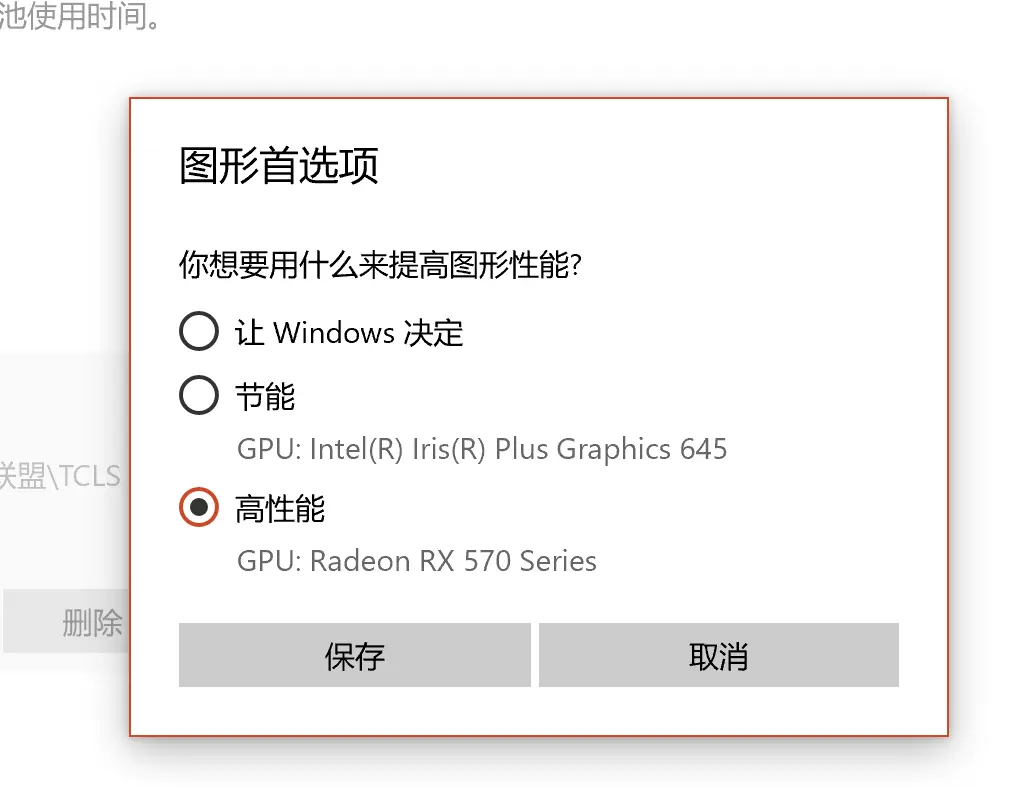 池使用时间。
图形首选项
你想要用什么来提高图形性能?
让 Windows 决定
节能
GPU: Intel(R) Iris(R) Plus Graphics 645
联盟\TCLS
高性能
GPU: Radeon RX 570 Series
删除
保存
取消